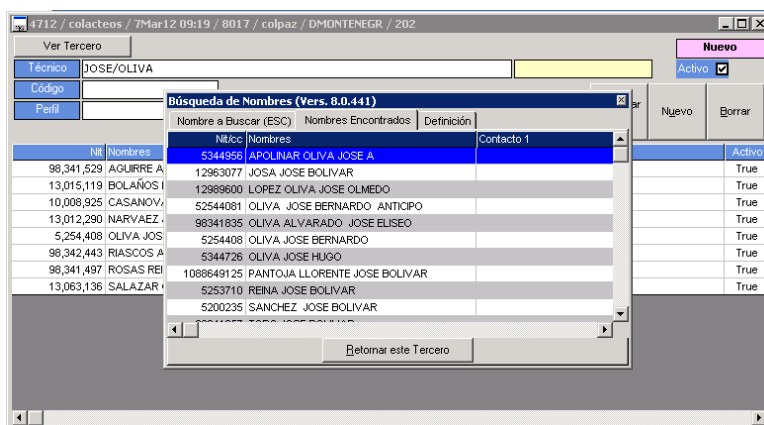 4712 / colacteos / 7Mar12 09:19 / 8017 / colpaz / DMONTENEGR / 202
Ver Tercero
Nuevo
Técnico JOSE/OLIVA
Activo
Código
Perfil
Nuevo
Borrar
Búsqueda de Nombres (Vers. 8.0.441)
Nombre a Buscar (ESC) Nombres Encontrados Definición
Nit/cc Nombres Contacto 1
5344956 APOLINAR OLIVA JOSE A
12963077 JOSA JOSE BOLIVAR
12989600 LOPEZ OLIVA JOSE OLMEDO
52544081 OLIVA JOSE BERNARDO ANTICIPO
98341835 OLIVA ALVARADO JOSE ELISEO
5254408 OLIVA JOSE BERNARDO
5344726 OLIVA JOSE HUGO
1088649125 PANTOJA LLORENTE JOSE BOLIVAR
5253710 REINA JOSE BOLIVAR
5200235 SANCHEZ JOSE BOLIVAR
Retornar este Tercero
Nit Nombres Activo
98,341,529 AGUIRRE A True
13,015,119 BOLAÑOS True
10,008,925 CASANOV True
13,012,290 NARVAEZ True
5,254,408 OLIVA JOS True
98,342,443 RIASCOS A True
98,341,497 ROSAS REI True
13,063,136 SALAZAR True